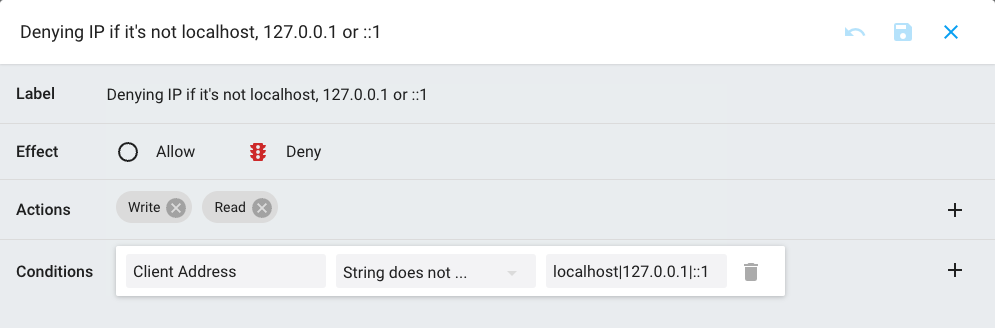 Denying IP if it's not localhost, 127.0.0.1 or ::1
Label Denying IP if it's not localhost, 127.0.0.1 or ::1
Effect Allow Deny
Actions Write Read
Conditions Client Address String does not ... localhost|127.0.0.1|::1